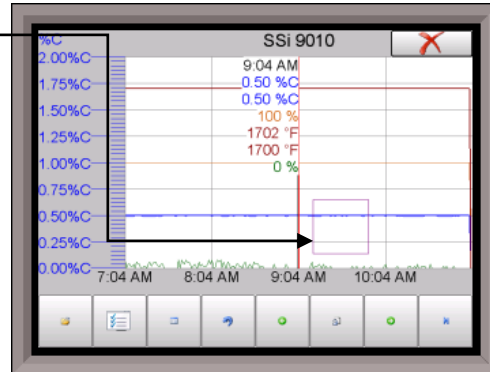 %C
SSi 9010
2.00%C
1.75%C
1.50%C
1.25%C
1.00%C
0.75%C
0.50%C
0.25%C
0.00%C
9:04 AM
0.50 %C
0.50 %C
100 %
1702 °F
1700 °F
0 %
7:04 AM
8:04 AM
9:04 AM
10:04 AM